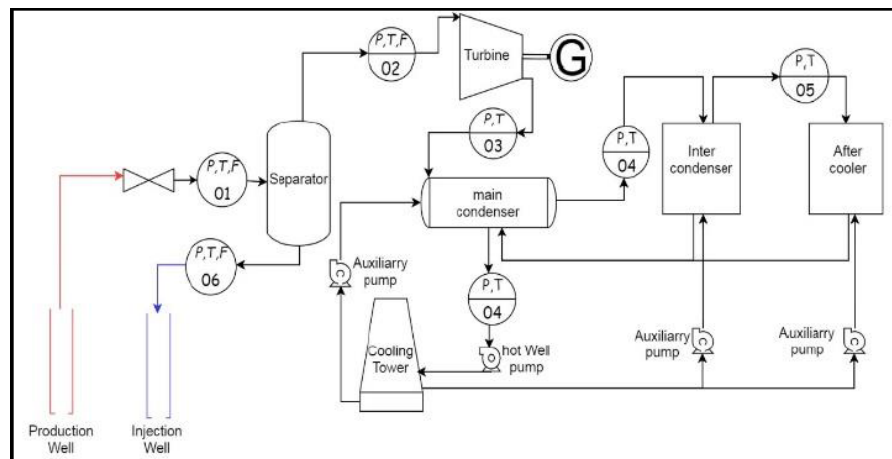 P,T,F
02
Turbine
G
P,T
05
P,T
03
P,T
04
Inter
condenser
After
cooler
P,T,F
01
Separator
main
condenser
P,T,F
06
Auxiliarry
pump
P,T
04
Cooling
Tower
hot Well
pump
Auxiliarry
pump
Auxiliarry
pump
Production
Well
Injection
Well
C
C
C